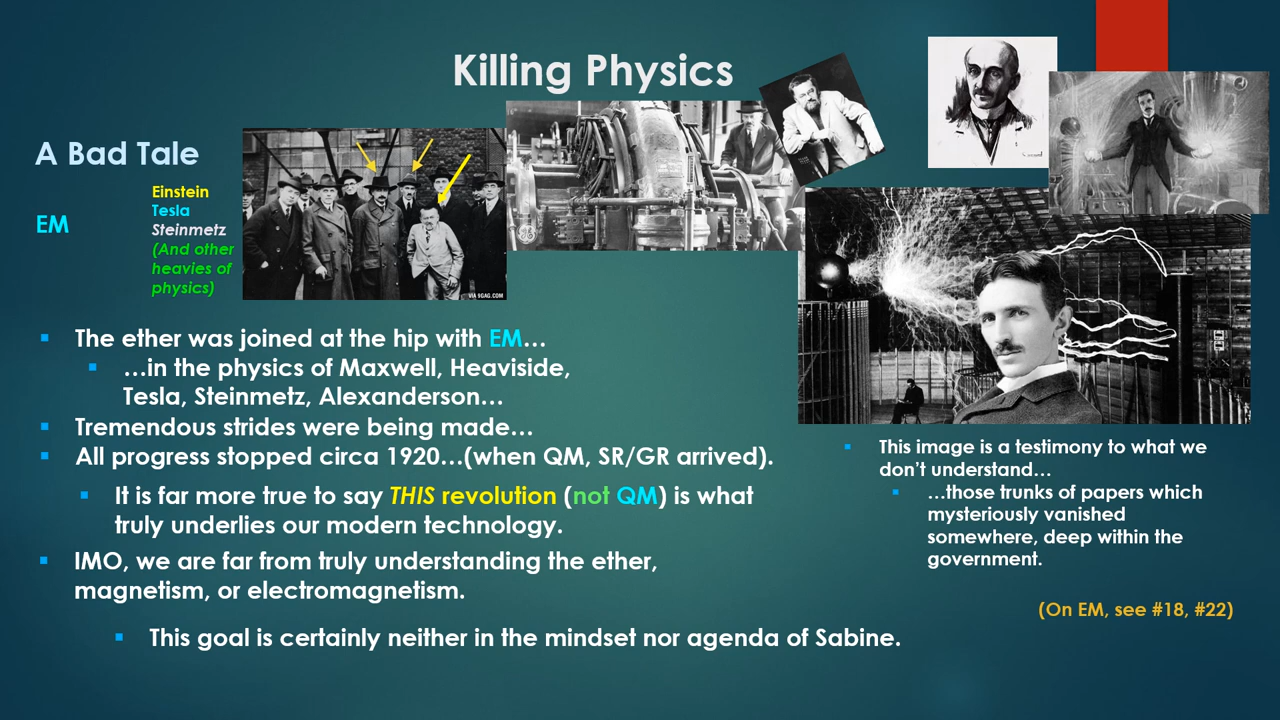 Killing Physics
A Bad Tale
EM
Einstein
Tesla
Steinmetz
(And other
heavies of
physics)
VIA 9GAG.COM
The ether was joined at the hip with EM…
…in the physics of Maxwell, Heaviside,
Tesla, Steinmetz, Alexanderson…
Tremendous strides were being made…
All progress stopped circa 1920…(when QM, SR/GR arrived).
It is far more true to say THIS revolution (not QM) is what
truly underlies our modern technology.
IMO, we are far from truly understanding the ether,
magnetism, or electromagnetism.
This goal is certainly neither in the mindset nor agenda of Sabine.
This image is a testimony to what we
don’t understand…
…those trunks of papers which
mysteriously vanished
somewhere, deep within the
government.
(On EM, see #18, #22)